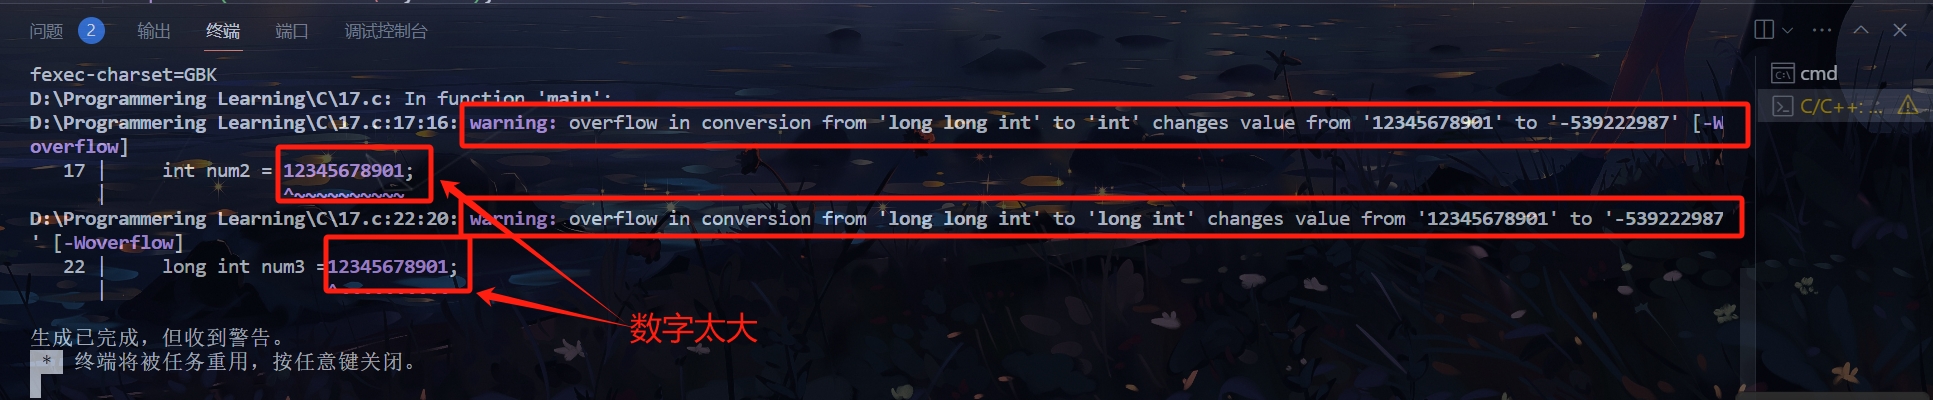 问题 2 输出 终端 端口 调试控制台
fexec-charset=GBK
cmd
D:\Programmering Learning\C\17.c: In function 'main':
C/C++: ...
D:\Programmering Learning\C\17.c:17:16: warning: overflow in conversion from 'long long int' to 'int' changes value from '12345678901' to '-539222987' [-W
overflow]
17 | int num2 = 12345678901;
| ^~~~~~~~~~~
D:\Programmering Learning\C\17.c:22:20: warning: overflow in conversion from 'long long int' to 'long int' changes value from '12345678901' to '-539222987
' [-Woverflow]
22 | long int num3 =12345678901;
| ^~~~~~~~~~~
数字太大
生成已完成，但收到警告。
* 终端将被任务重用，按任意键关闭。